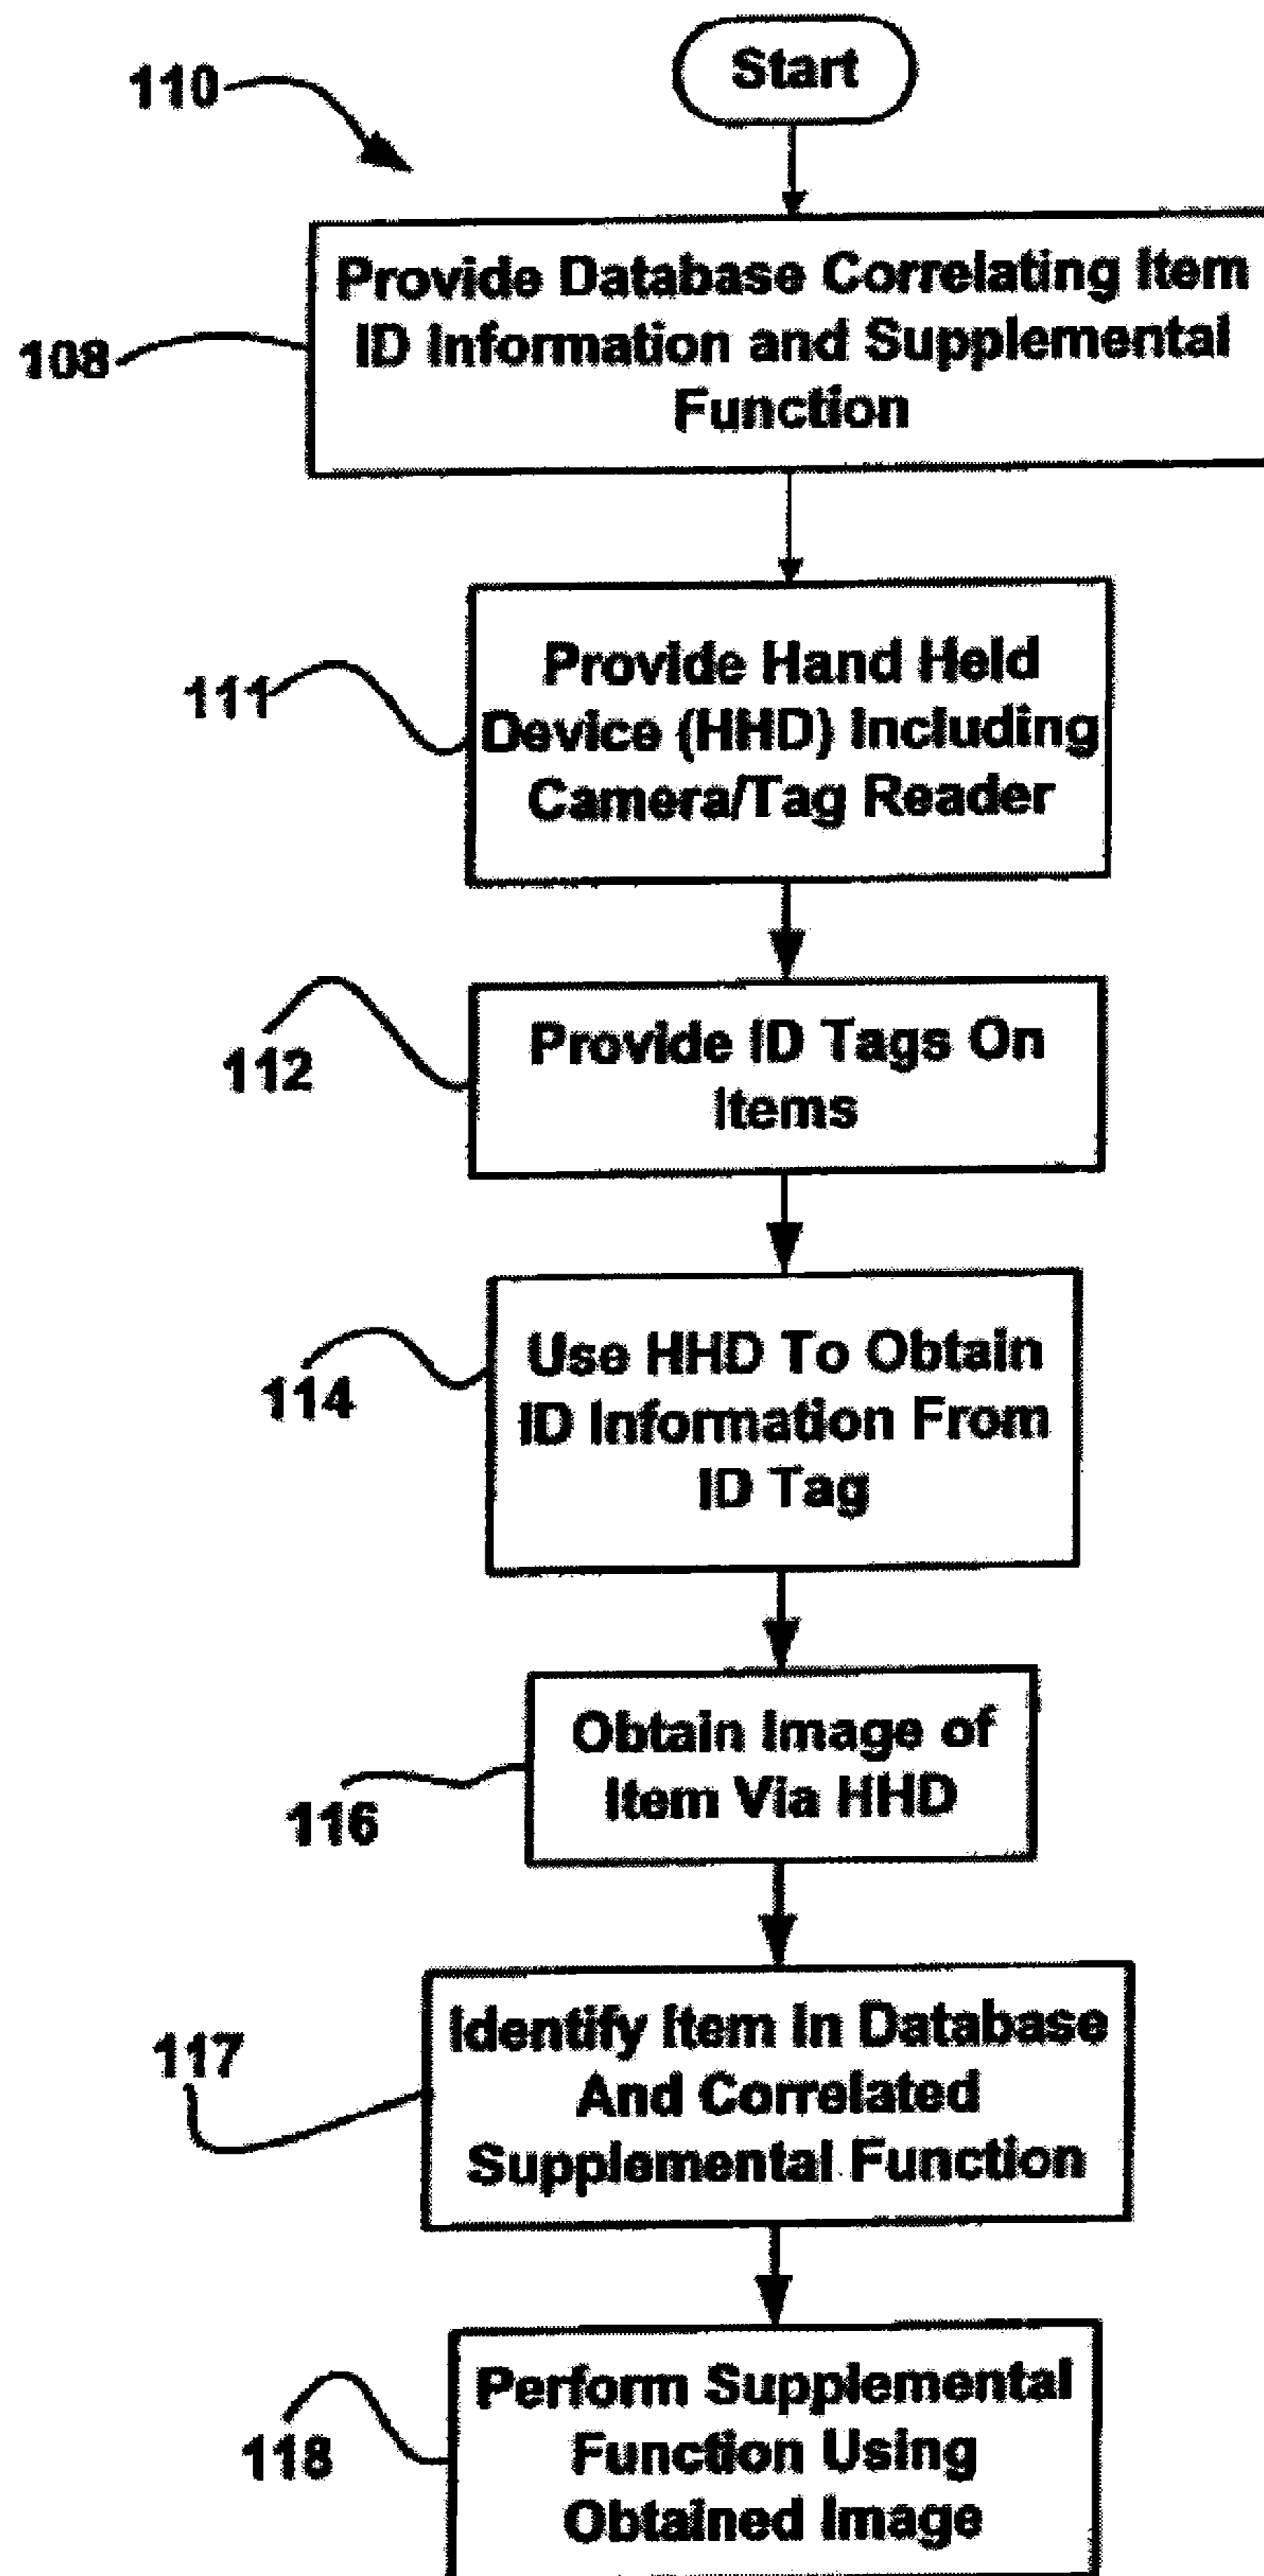 Start
110
Provide Database Correlating Item
ID Information and Supplemental
Function
108
Provide Hand Held
Device (HHD) Including
Camera/Tag Reader
111
Provide ID Tags On
Items
112
Use HHD To Obtain
ID Information From
ID Tag
114
Obtain Image of
Item Via HHD
116
Identify Item In Database
And Correlated
Supplemental Function
117
Perform Supplemental
Function Using
Obtained Image
118